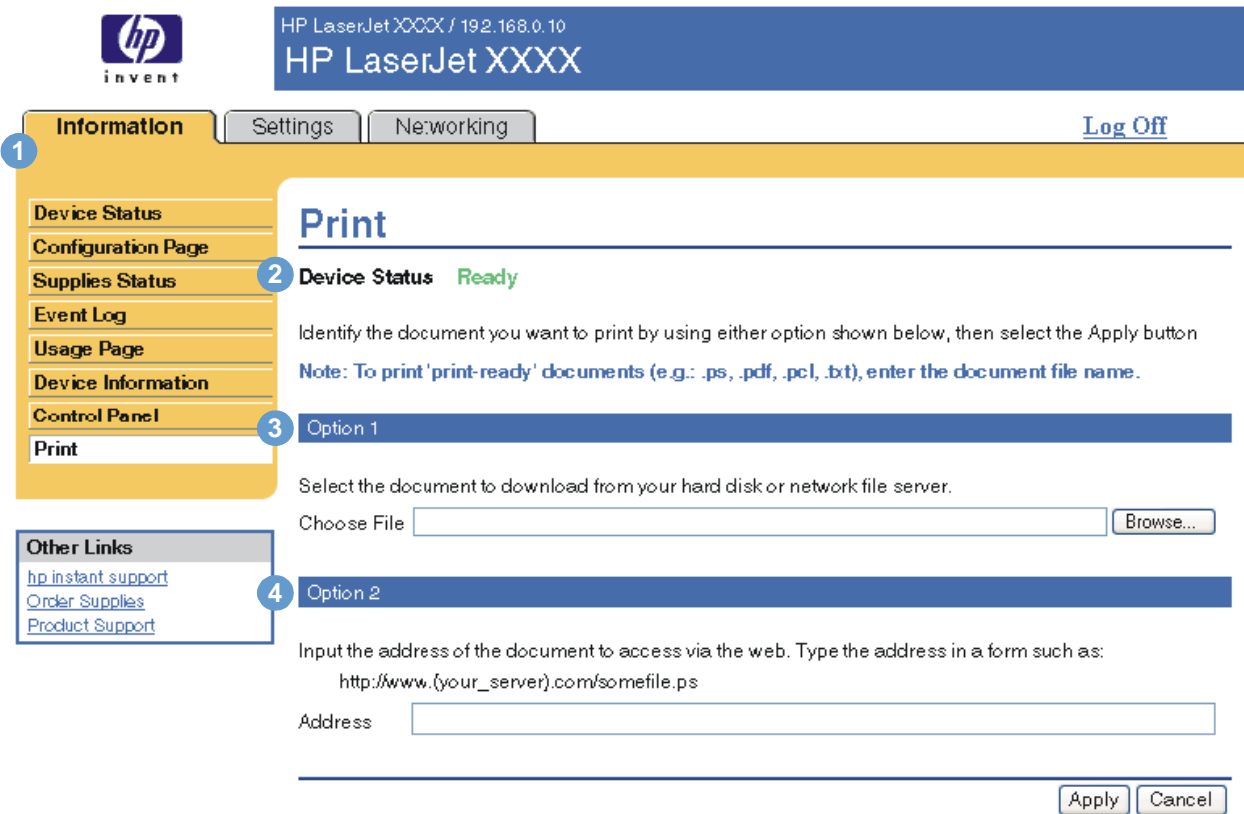 hp
invent
HP LaserJet XXXX / 192.168.0.10
HP LaserJet XXXX
Information
Settings
Networking
Log Off
1
Device Status
Configuration Page
Supplies Status
Event Log
Usage Page
Device Information
Control Panel
Print
Other Links
hp instant support
Order Supplies
Product Support
Print
2
Device Status Ready
Identify the document you want to print by using either option shown below, then select the Apply button
Note: To print 'print-ready' documents (e.g.: .ps, .pdf, .pcl, .txt), enter the document file name.
3
Option 1
Select the document to download from your hard disk or network file server.
Choose File
Browse...
4
Option 2
Input the address of the document to access via the web. Type the address in a form such as:
http://www.(your_server).com/somefile.ps
Address
Apply
Cancel